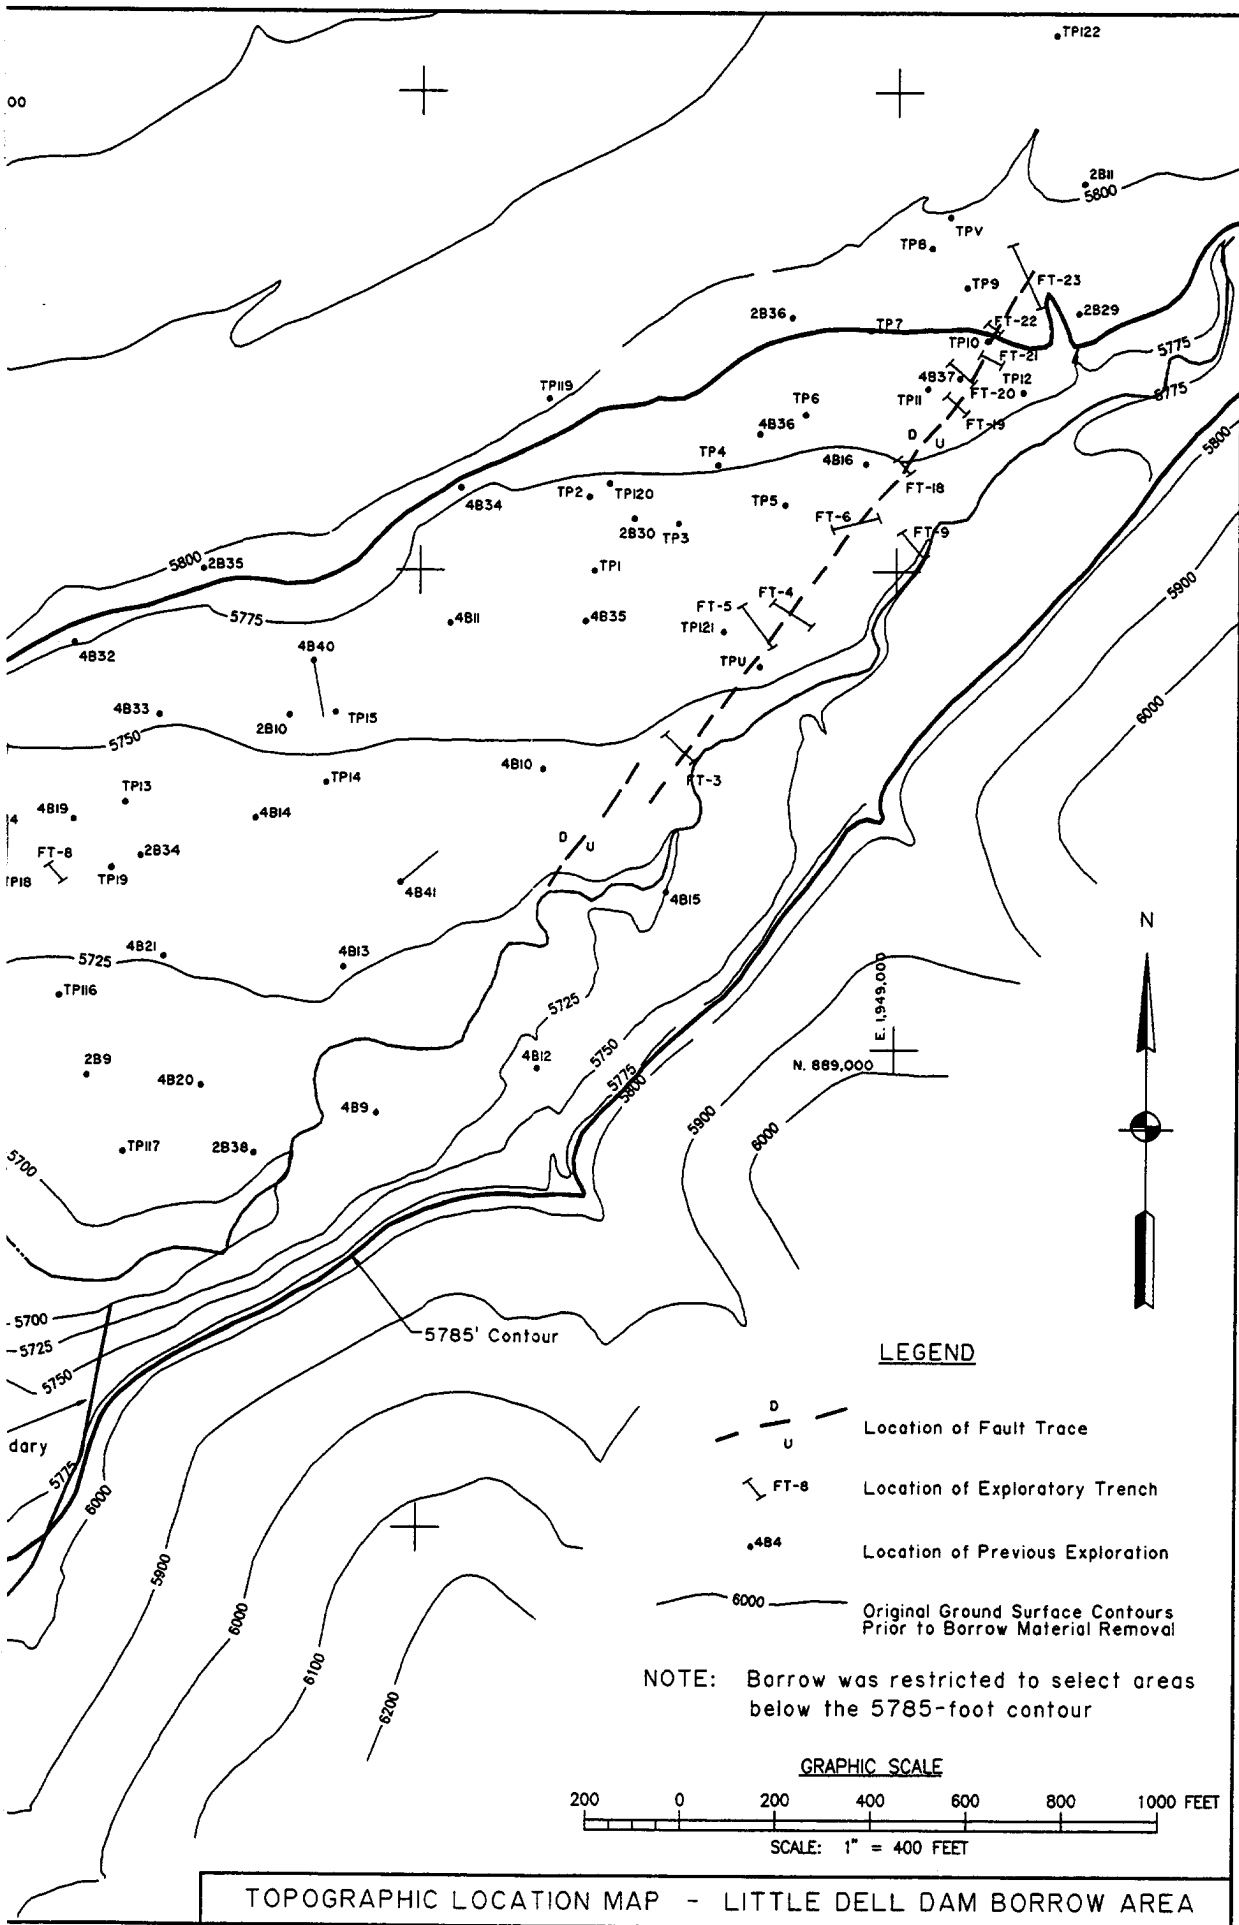 TP122
00
2B11
5800
TPV
TP8
FT-23
TP9
2B36
2B29
FT-22
TP7
TP10
5775
FT-21
4B37
TP12
TP119
TP11
FT-20
5775
TP6
FT-19
4B36
D
U
5800
TP4
4B16
4B34
TP2
TP120
FT-18
TP5
2B30
TP3
FT-6
FT-9
5800
2B35
TP1
5900
FT-4
FT-5
5775
4B11
4B35
TP121
4B32
4B40
TPU
6000
4B33
2B10
TP15
5750
4B10
TP14
FT-3
TP13
4B19
4B14
4
D
U
FT-8
2B34
TP18
TP19
4B41
4B15
N
4B21
5725
4B13
E. 1,949,000
TP116
5725
5750
4B12
2B9
N. 889,000
5775
4B20
5800
4B9
5900
6000
TP117
2B38
5700
5700
5785' Contour
5725
LEGEND
5750
D
Location of Fault Trace
U
dary
5775
FT-8
Location of Exploratory Trench
6000
4B4
Location of Previous Exploration
5900
6000
6000
Original Ground Surface Contours
Prior to Borrow Material Removal
6100
NOTE: Borrow was restricted to select areas
below the 5785-foot contour
6200
GRAPHIC SCALE
200 0 200 400 600 800 1000 FEET
SCALE: 1" = 400 FEET
TOPOGRAPHIC LOCATION MAP - LITTLE DELL DAM BORROW AREA